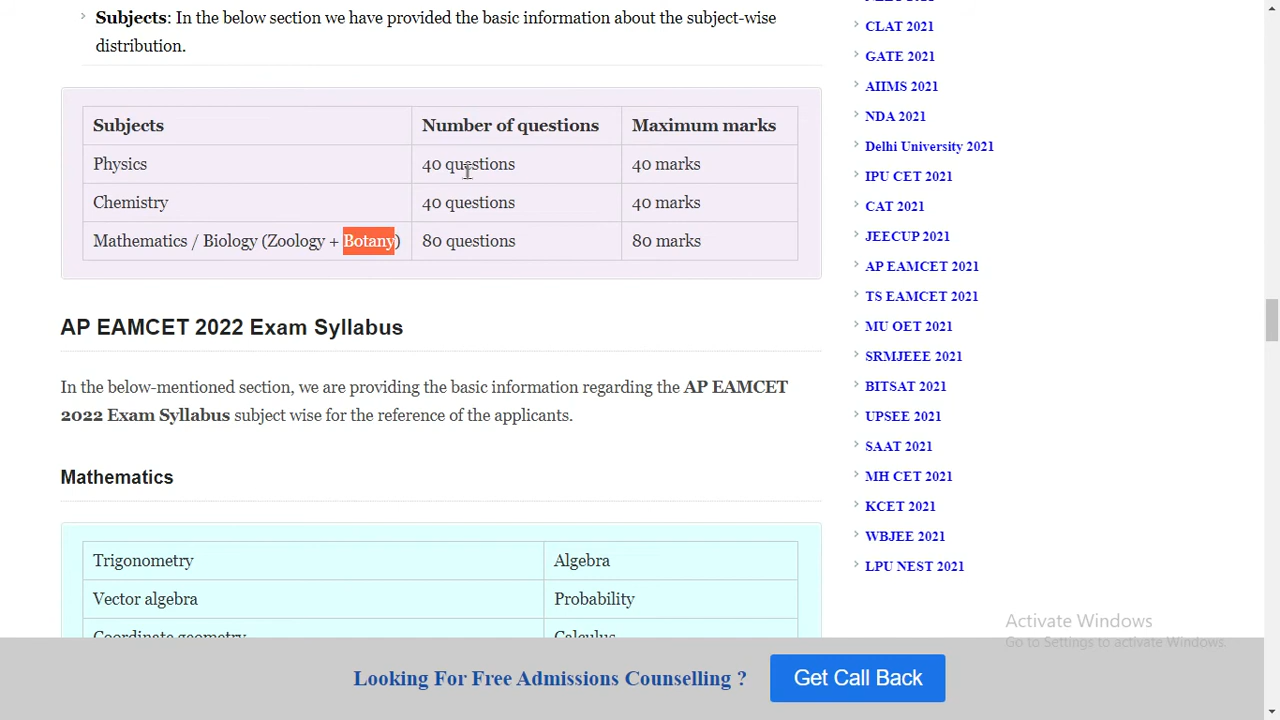 Subjects: In the below section we have provided the basic information about the subject-wise
distribution.
Subjects Number of questions Maximum marks
Physics 40 questions 40 marks
Chemistry 40 questions 40 marks
Mathematics / Biology (Zoology + Botany) 80 questions 80 marks
AP EAMCET 2022 Exam Syllabus
In the below-mentioned section, we are providing the basic information regarding the AP EAMCET
2022 Exam Syllabus subject wise for the reference of the applicants.
Mathematics
Trigonometry Algebra
Vector algebra Probability
Coordinate geometry Calculus
CLAT 2021
GATE 2021
AIIMS 2021
NDA 2021
Delhi University 2021
IPU CET 2021
CAT 2021
JEECUP 2021
AP EAMCET 2021
TS EAMCET 2021
MU OET 2021
SRMJEEE 2021
BITSAT 2021
UPSEE 2021
SAAT 2021
MH CET 2021
KCET 2021
WBJEE 2021
LPU NEST 2021
Activate Windows
Go to Settings to activate Windows.
Looking For Free Admissions Counselling ? Get Call Back